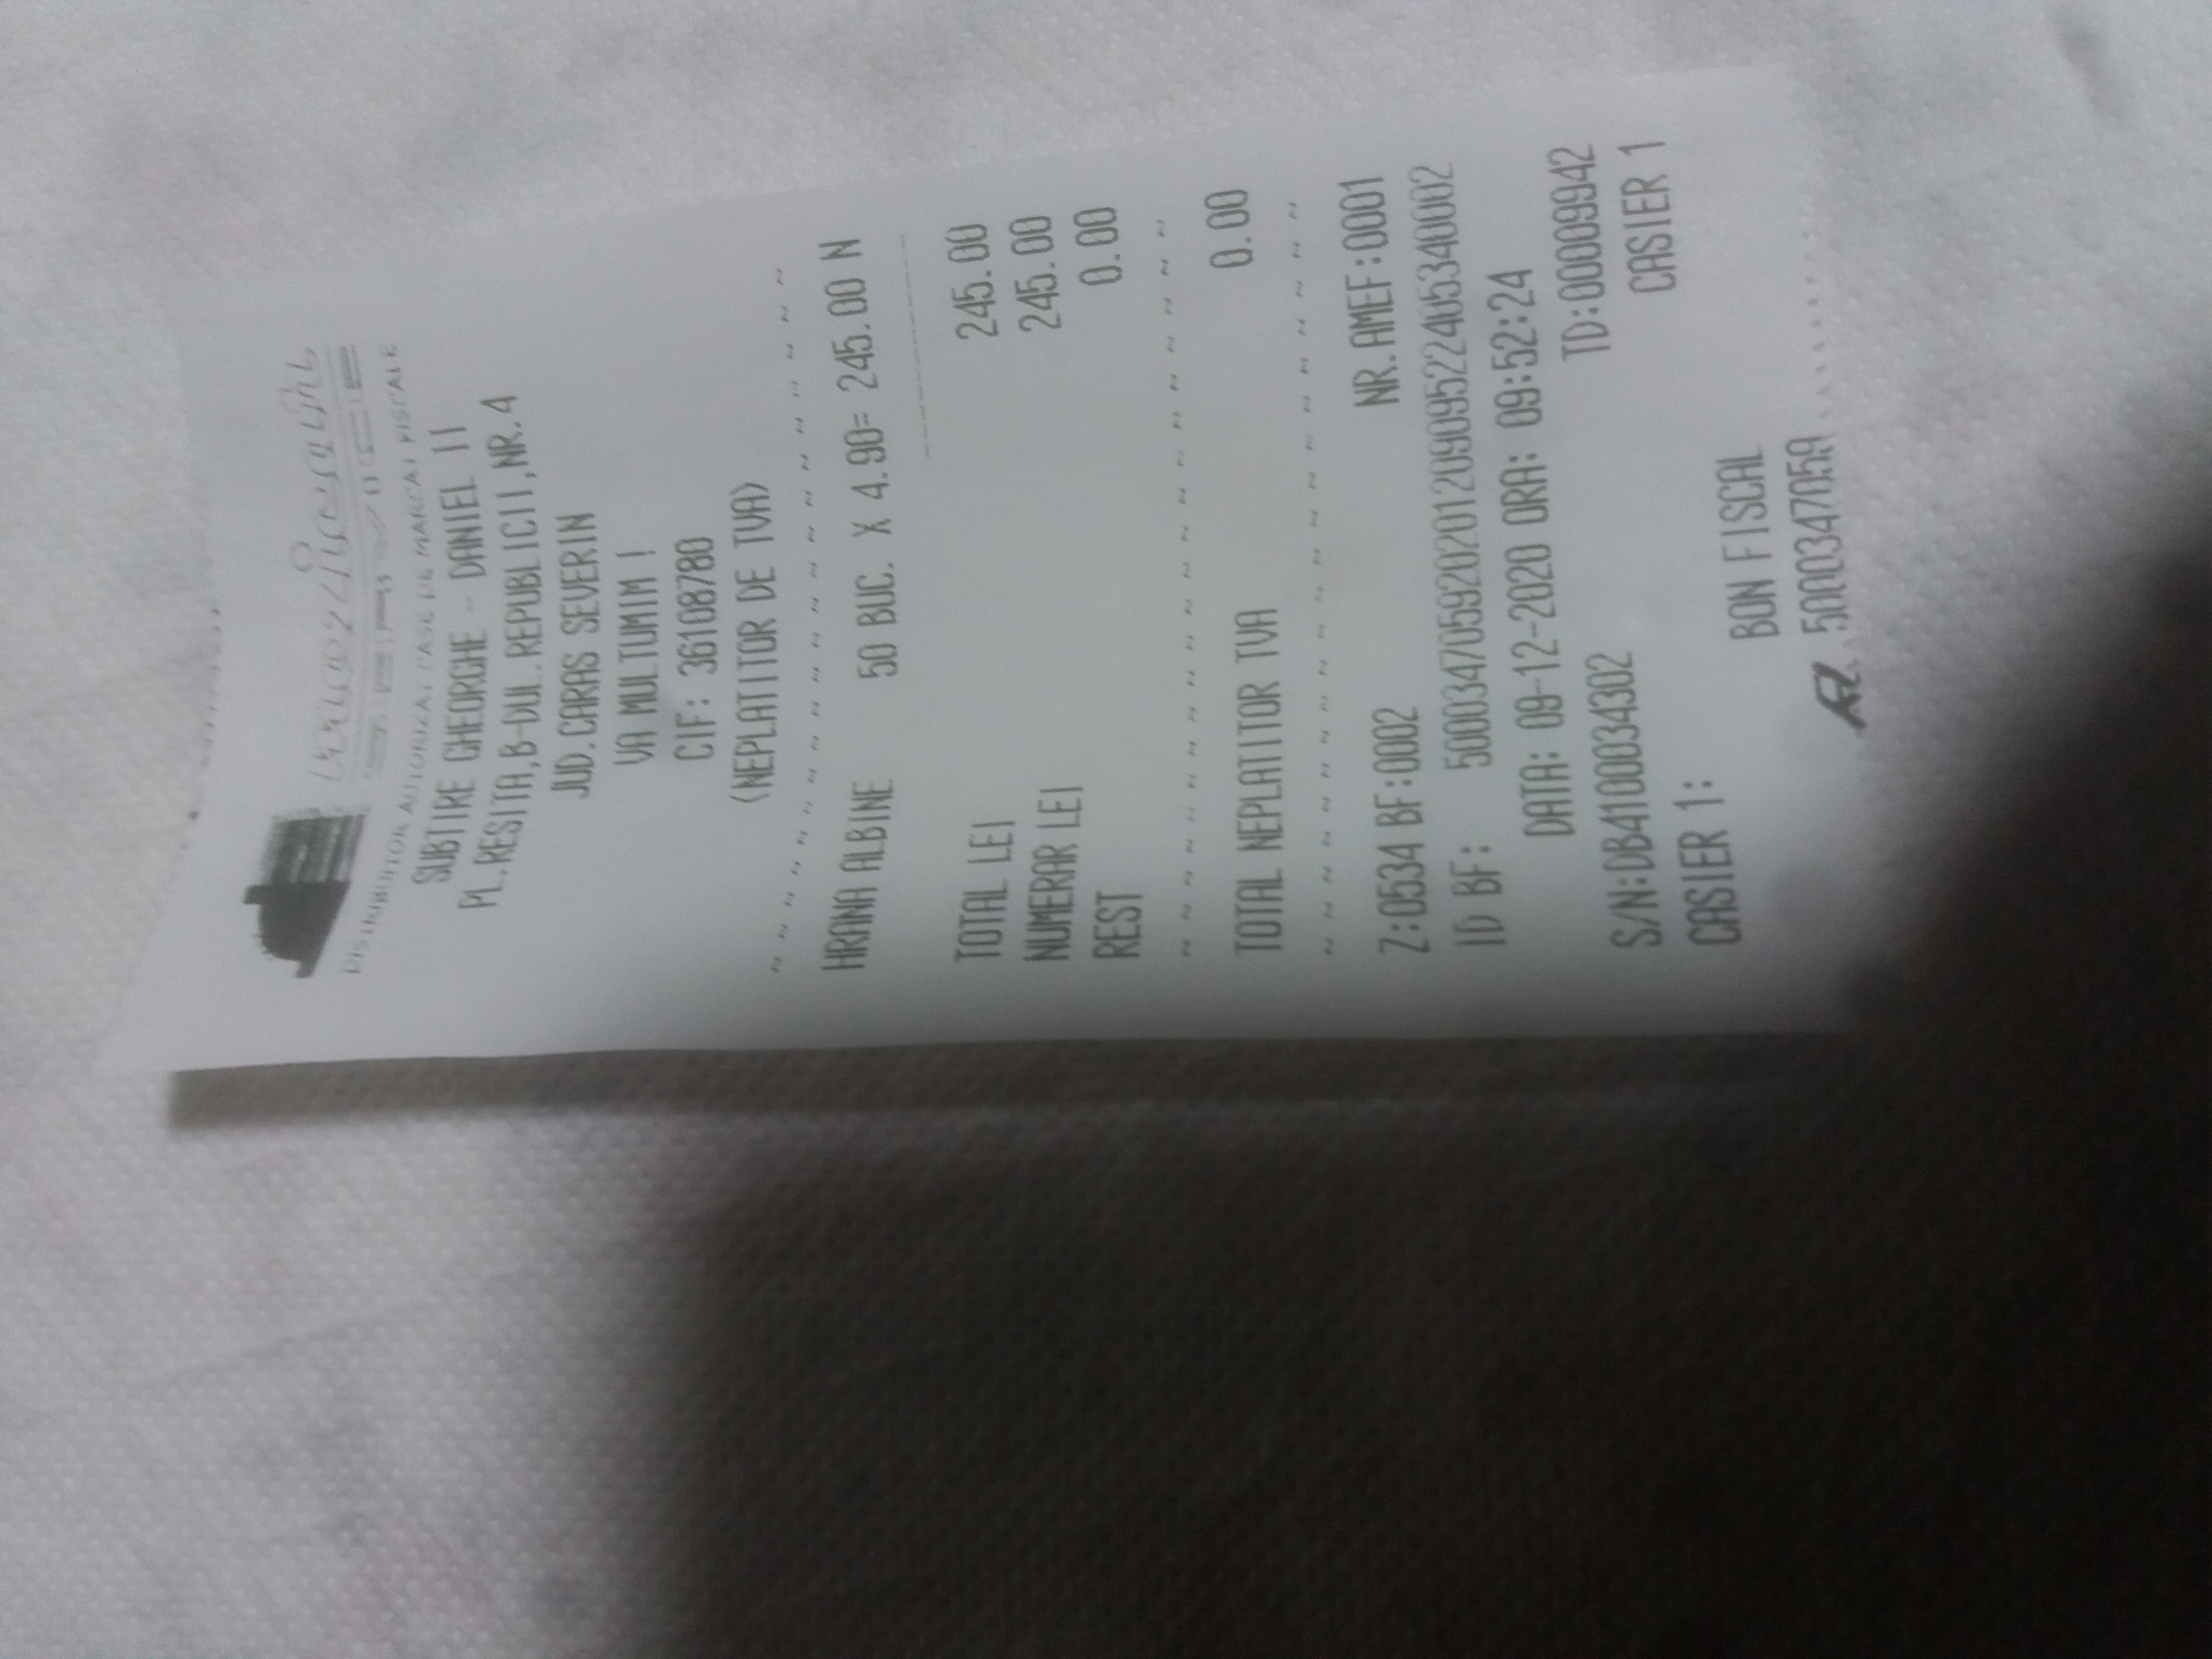 DISTRIBUTOR AUTORIZAT CASE DE MARCAT FISCALE
SUBTIRE GHEORGHE - DANIEL II
PL.RESITA,B-DUL.REPUBLICII,NR.4
JUD.CARAS SEVERIN
VA MULTUMIM !
CIF: 36108780
(NEPLATITOR DE TVA)
~ ~ ~ ~ ~ ~ ~ ~ ~ ~ ~ ~ ~ ~ ~ ~ ~ ~
HRANA ALBINE 50 BUC. X 4.90= 245.00 N
TOTAL LEI 245.00
NUMERAR LEI 245.00
REST 0.00
~ ~ ~ ~ ~ ~ ~ ~ ~ ~ ~ ~ ~ ~ ~ ~ ~ ~
TOTAL NEPLATITOR TVA 0.00
~ ~ ~ ~ ~ ~ ~ ~ ~ ~ ~ ~ ~ ~ ~ ~ ~ ~
Z:0534 BF:0002 NR.AMEF:0001
ID BF: 50003470592020120909522405340002
DATA: 09-12-2020 ORA: 09:52:24
S/N:DB4100034302 TD:00009942
CASIER 1: CASIER 1
BON FISCAL
5000347059